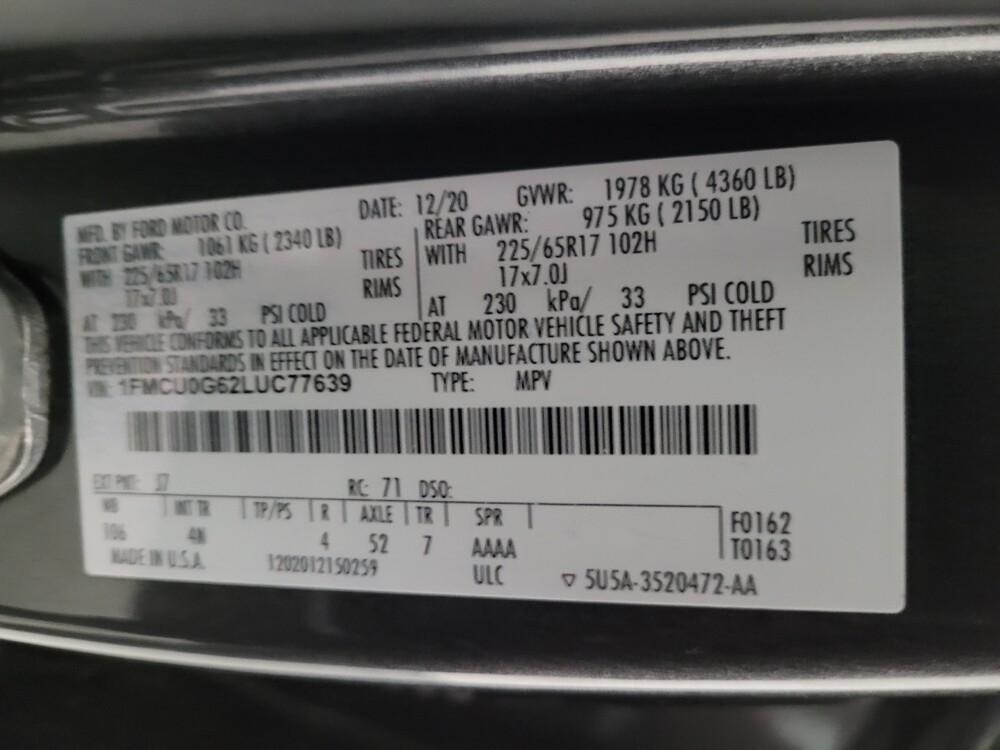 MFD. BY FORD MOTOR CO. DATE: 12/20 GVWR: 1978 KG ( 4360 LB)
FRONT GAWR: 1061 KG ( 2340 LB) REAR GAWR: 975 KG ( 2150 LB)
WITH 225/65R17 102H TIRES WITH 225/65R17 102H TIRES
17x7.0J RIMS 17x7.0J RIMS
AT 230 kPa/ 33 PSI COLD AT 230 kPa/ 33 PSI COLD
THIS VEHICLE CONFORMS TO ALL APPLICABLE FEDERAL MOTOR VEHICLE SAFETY AND THEFT
PREVENTION STANDARDS IN EFFECT ON THE DATE OF MANUFACTURE SHOWN ABOVE.
VIN: 1FMCU0G62LUC77639 TYPE: MPV
EXT PNT: J7 RC: 71 DSO:
WB INT TR TP/PS R AXLE TR SPR F0162
106 4N 4 52 7 AAAA T0163
MADE IN U.S.A. 1202012150259 ULC ▽ 5U5A-3520472-AA